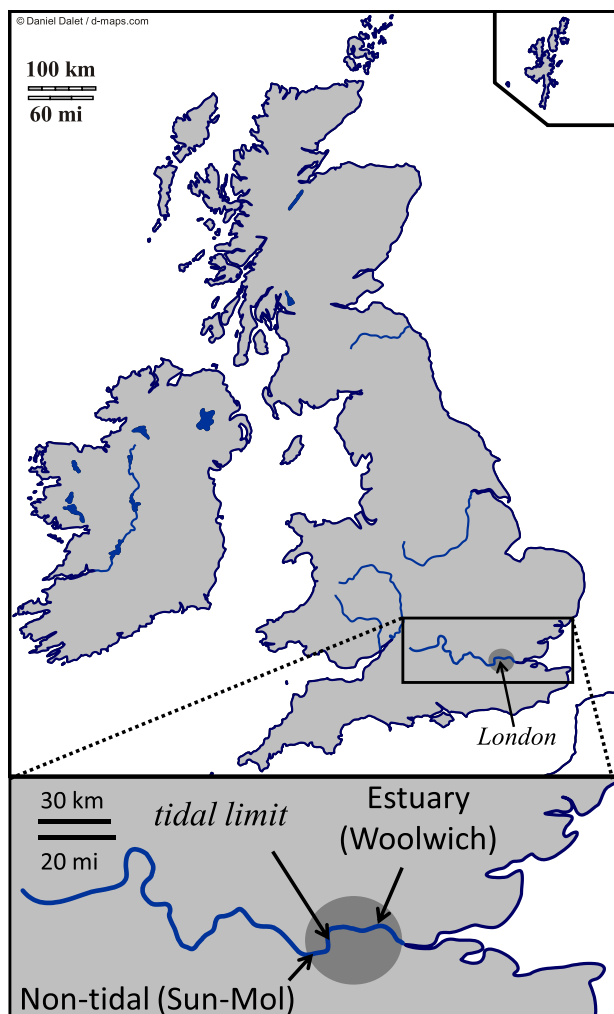 © Daniel Dalet / d-maps.com
100 km
60 mi
London
30 km
20 mi
tidal limit
Estuary
(Woolwich)
Non-tidal (Sun-Mol)